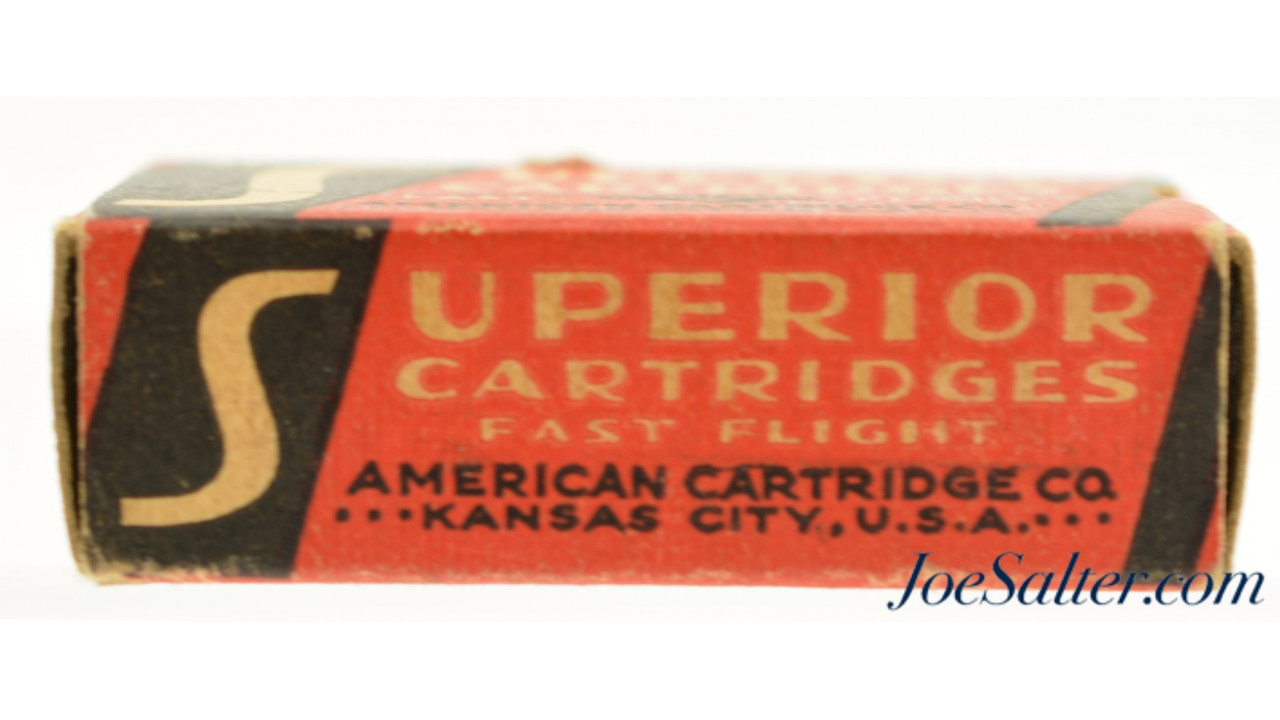 SUPERIOR
CARTRIDGES
FAST FLIGHT
AMERICAN CARTRIDGE CO.
•••KANSAS CITY, U.S.A.•••
JoeSalter.com